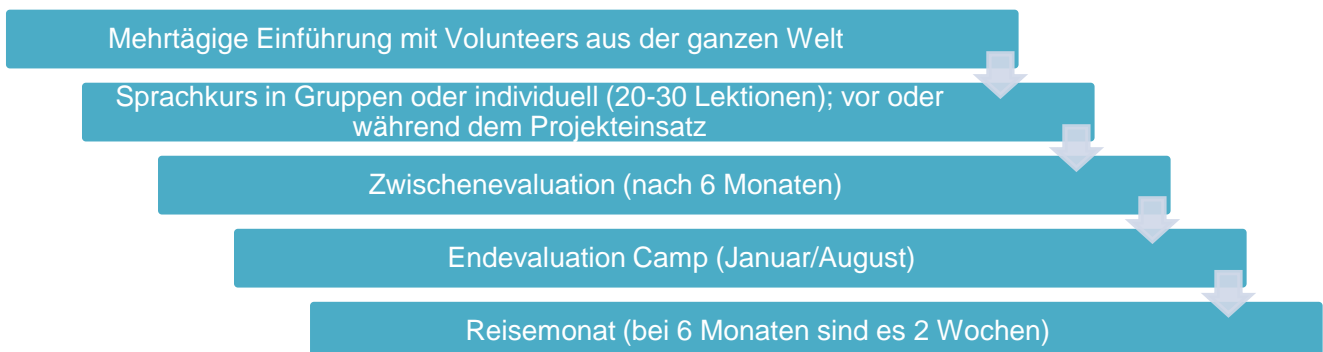 Mehrtägige Einführung mit Volunteers aus der ganzen Welt
Sprachkurs in Gruppen oder individuell (20-30 Lektionen); vor oder
während dem Projekteinsatz
Zwischenevaluation (nach 6 Monaten)
Endevaluation Camp (Januar/August)
Reisemonat (bei 6 Monaten sind es 2 Wochen)